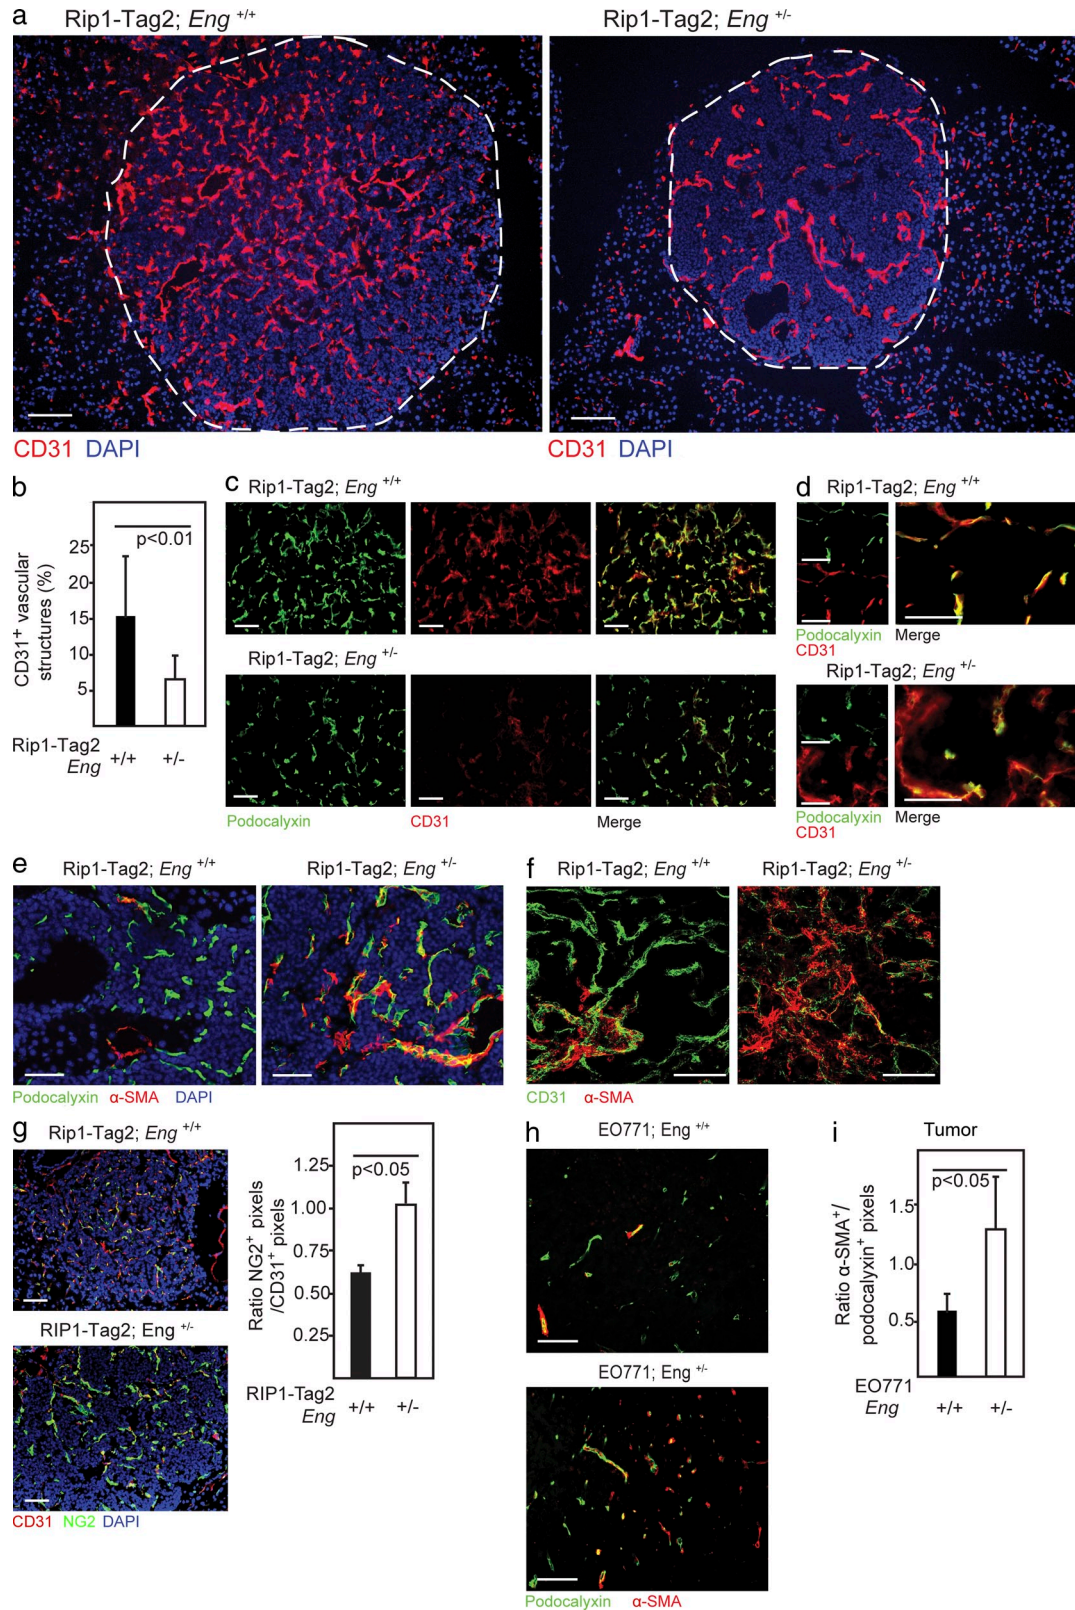 a
Rip1-Tag2; Eng +/+
Rip1-Tag2; Eng +/-
CD31 DAPI
CD31 DAPI
b
CD31+ vascular
structures (%)
25
20
15
10
5
p<0.01
Rip1-Tag2
Eng +/+ +/-
c
Rip1-Tag2; Eng +/+
Rip1-Tag2; Eng +/-
Podocalyxin CD31 Merge
d
Rip1-Tag2; Eng +/+
Podocalyxin Merge
CD31
Rip1-Tag2; Eng +/-
Podocalyxin Merge
CD31
e
Rip1-Tag2; Eng +/+
Rip1-Tag2; Eng +/-
Podocalyxin α-SMA DAPI
f
Rip1-Tag2; Eng +/+
Rip1-Tag2; Eng +/-
CD31 α-SMA
g
Rip1-Tag2; Eng +/+
RIP1-Tag2; Eng +/-
CD31 NG2 DAPI
Ratio NG2+ pixels
/CD31+ pixels
1.25
1.00
0.75
0.50
0.25
p<0.05
RIP1-Tag2
Eng +/+ +/-
h
EO771; Eng +/+
EO771; Eng +/-
Podocalyxin α-SMA
i
Tumor
Ratio α-SMA+/
podocalyxin+ pixels
1.5
1.0
0.5
p<0.05
EO771
Eng +/+ +/-